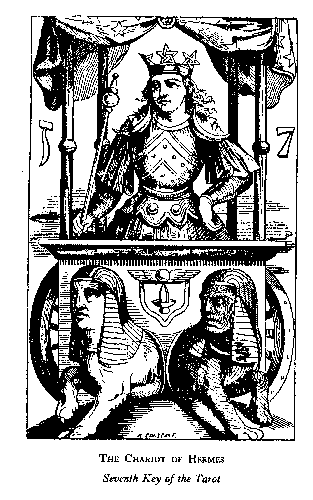 ז 7
THE CHARIOT OF HERMES
Seventh Key of the Tarot